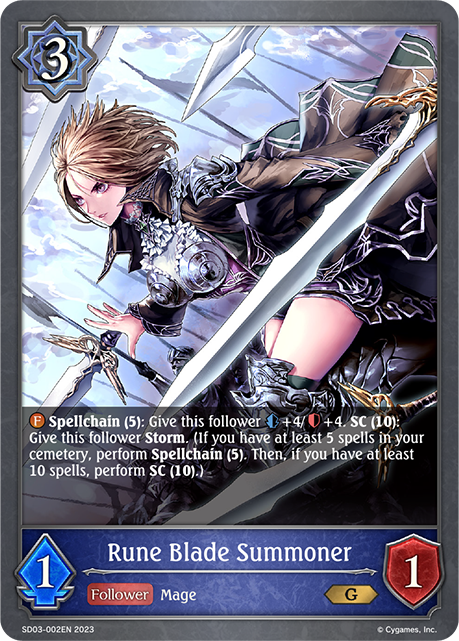 3
F Spellchain (5): Give this follower +4/ +4. SC (10):
Give this follower Storm. (If you have at least 5 spells in your
cemetery, perform Spellchain (5). Then, if you have at least
10 spells, perform SC (10).)
Rune Blade Summoner
1
Follower Mage
G
1
SD03-002EN 2023
© Cygames, Inc.